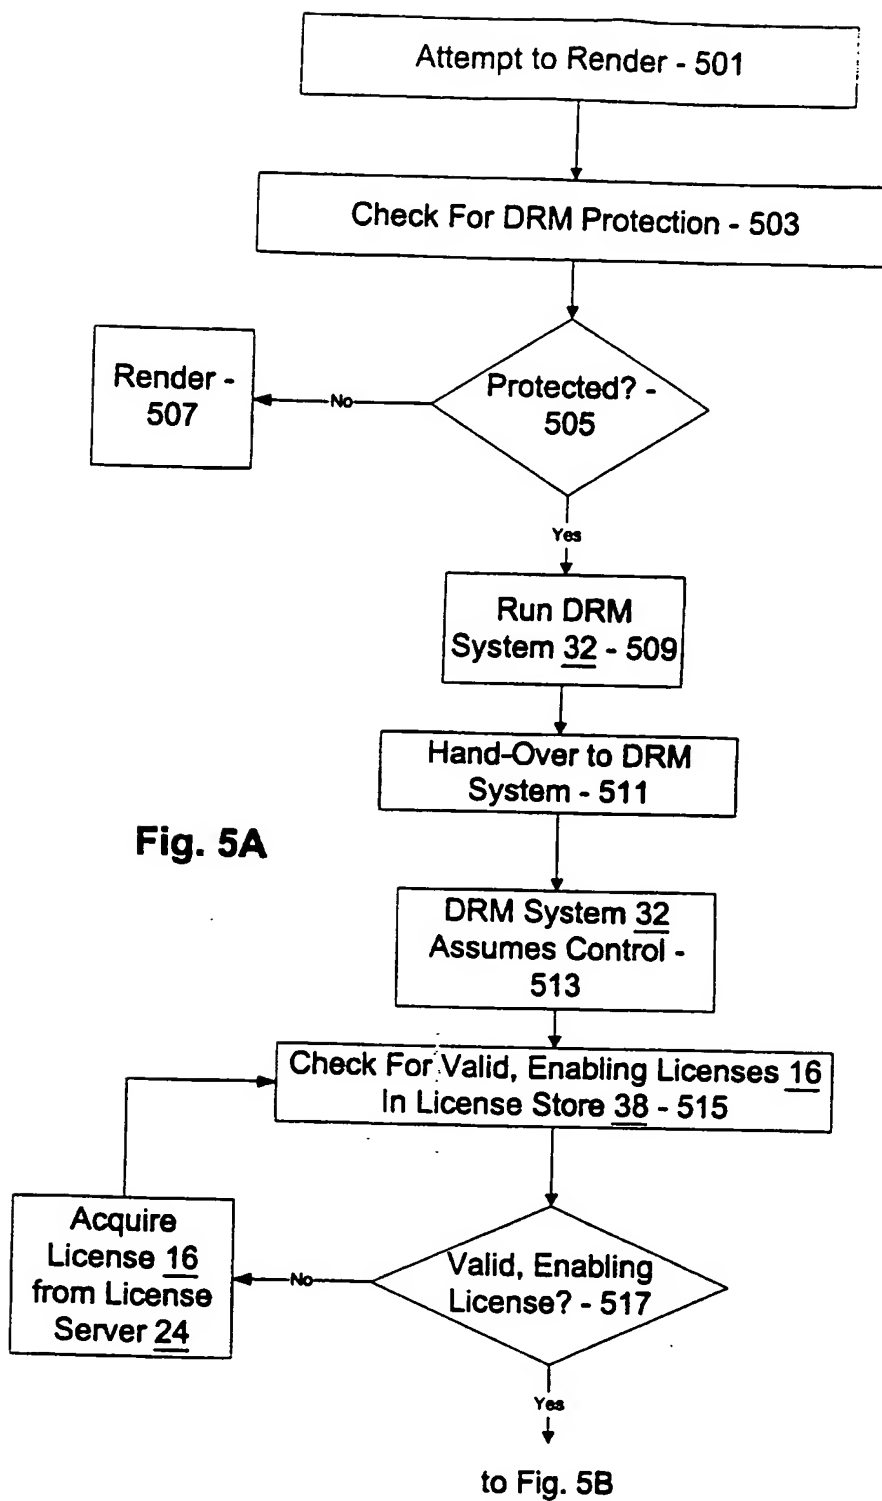 Attempt to Render - 501
Check For DRM Protection - 503
Render -
507
No
Protected? -
505
Yes
Run DRM
System 32 - 509
Hand-Over to DRM
System - 511
Fig. 5A
DRM System 32
Assumes Control -
513
Check For Valid, Enabling Licenses 16
In License Store 38 - 515
Acquire
License 16
from License
Server 24
No
Valid, Enabling
License? - 517
Yes
to Fig. 5B